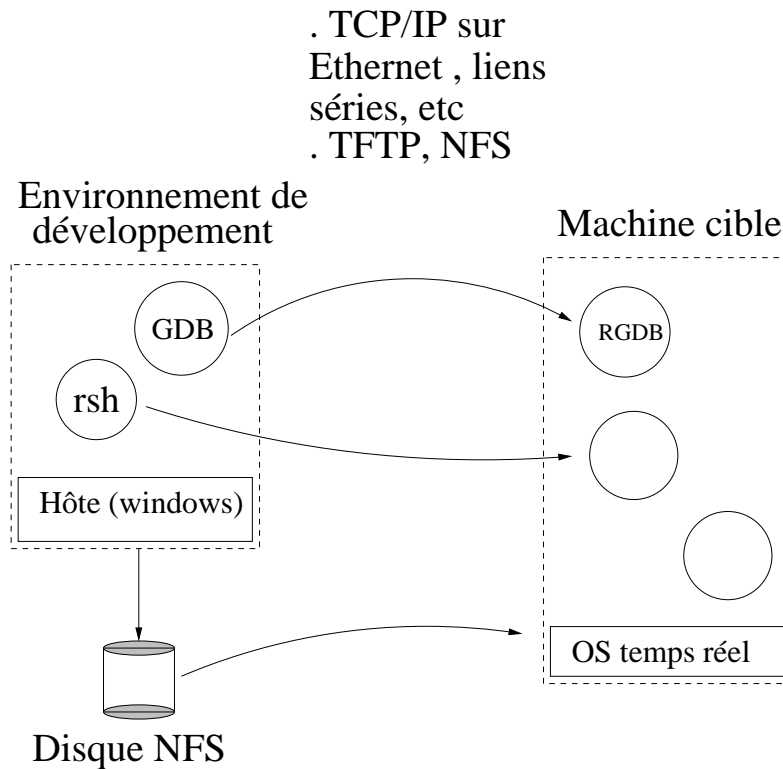 . TCP/IP sur
Ethernet , liens
séries, etc
. TFTP, NFS
Environnement de
développement
Machine cible
GDB
RGDB
rsh
Hôte (windows)
OS temps réel
Disque NFS